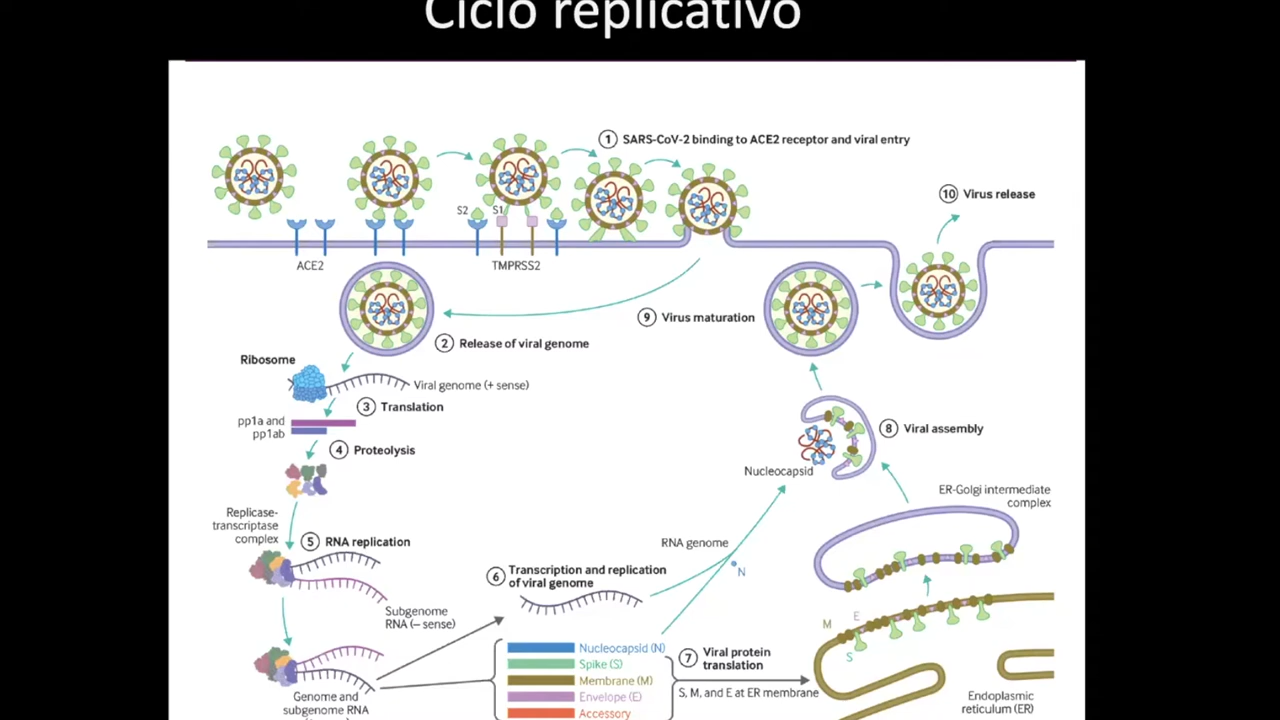 Ciclo replicativo
1 SARS-CoV-2 binding to ACE2 receptor and viral entry
10 Virus release
S2
S1
ACE2
TMPRSS2
9 Virus maturation
2 Release of viral genome
Ribosome
Viral genome (+ sense)
3 Translation
pp1a and
pp1ab
4 Proteolysis
8 Viral assembly
Nucleocapsid
ER-Golgi intermediate
complex
Replicase-
transcriptase
complex
5 RNA replication
RNA genome
N
6 Transcription and replication
of viral genome
Subgenome
RNA (– sense)
M
E
S
Nucleocapsid (N)
Spike (S)
Membrane (M)
Envelope (E)
Accessory
7 Viral protein
translation
S, M, and E at ER membrane
Genome and
subgenome RNA
Endoplasmic
reticulum (ER)